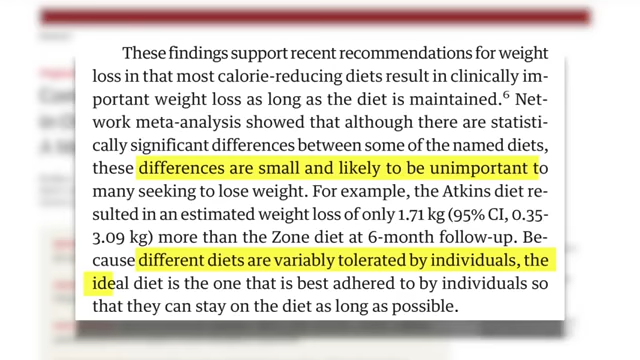 These findings support recent recommendations for weight
loss in that most calorie-reducing diets result in clinically im-
portant weight loss as long as the diet is maintained.6 Net-
work meta-analysis showed that although there are statisti-
cally significant differences between some of the named diets,
these differences are small and likely to be unimportant to
many seeking to lose weight. For example, the Atkins diet re-
sulted in an estimated weight loss of only 1.71 kg (95% CI, 0.35-
3.09 kg) more than the Zone diet at 6-month follow-up. Be-
cause different diets are variably tolerated by individuals, the
ideal diet is the one that is best adhered to by individuals so
that they can stay on the diet as long as possible.